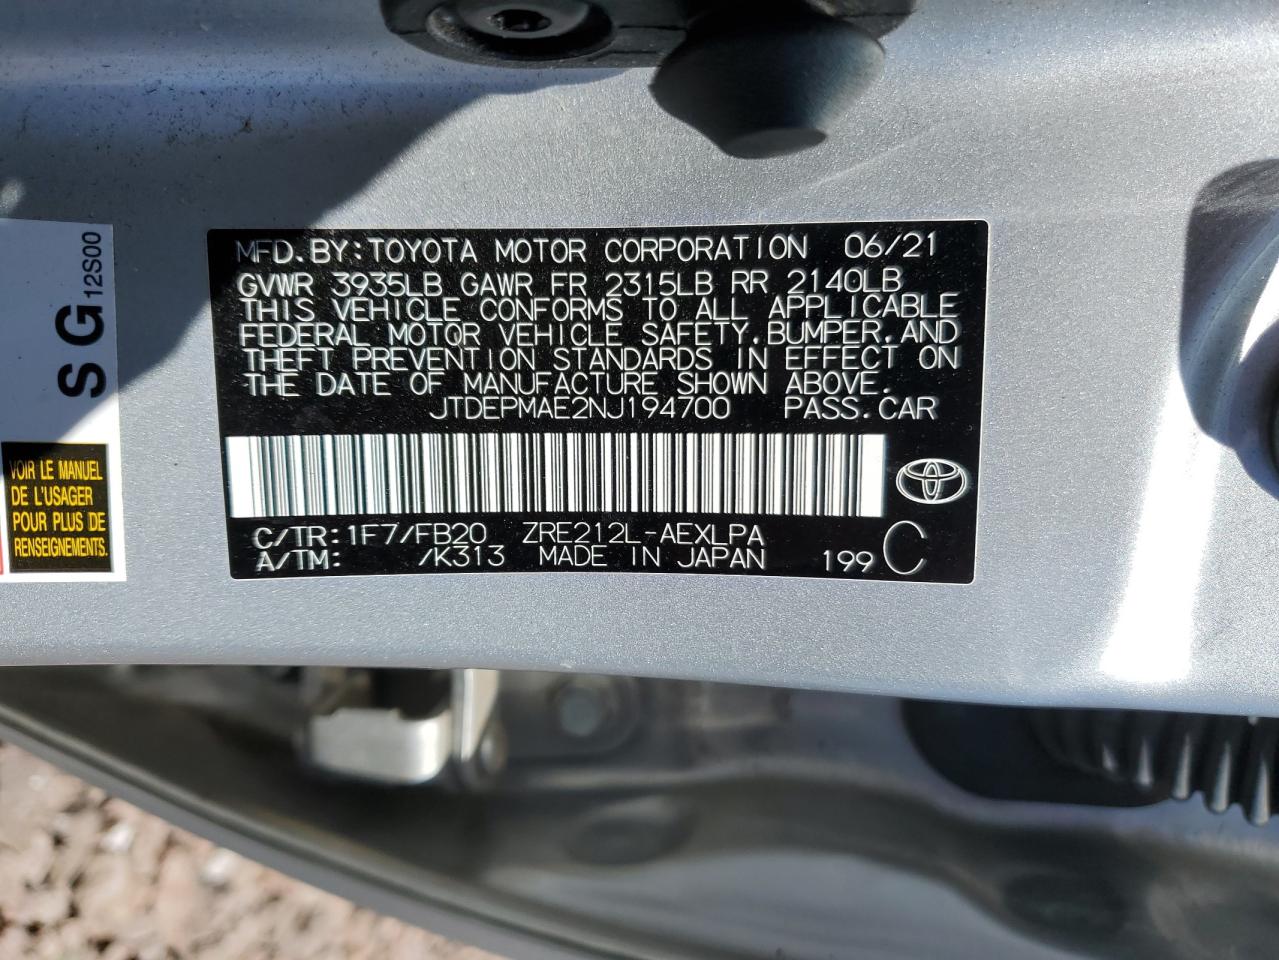 MFD. BY: TOYOTA MOTOR CORPORATION 06/21
GVWR 3935LB GAWR FR 2315LB RR 2140LB
THIS VEHICLE CONFORMS TO ALL APPLICABLE
FEDERAL MOTOR VEHICLE SAFETY, BUMPER, AND
THEFT PREVENTION STANDARDS IN EFFECT ON
THE DATE OF MANUFACTURE SHOWN ABOVE.
JTDEPMAE2NJ194700 PASS. CAR
C/TR: 1F7/FB20 ZRE212L-AEXLPA
A/TM: /K313 MADE IN JAPAN 199 C
SG12S00
VOIR LE MANUEL
DE L'USAGER
POUR PLUS DE
RENSEIGNEMENTS.